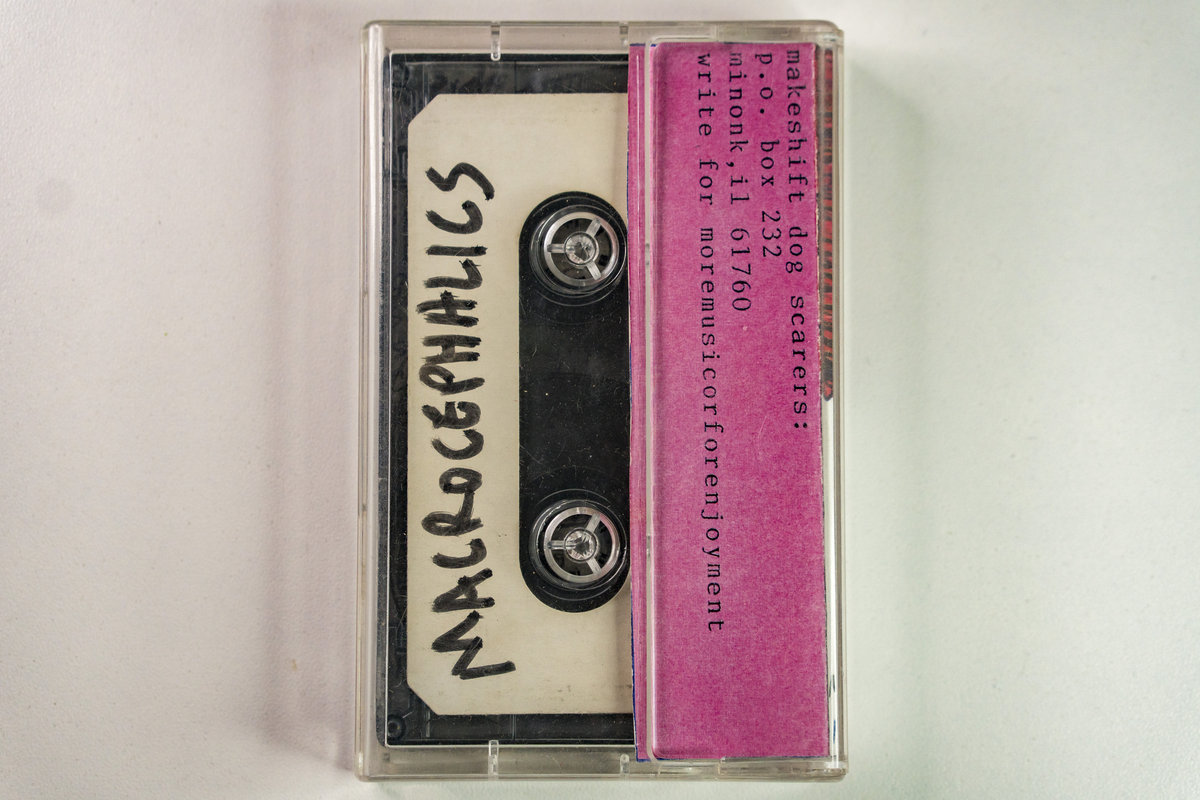 MACROCEPHALICS
makeshift dog scarers:
p.o. box 232
minonk,il 61760
write for moremusicorforenjoyment